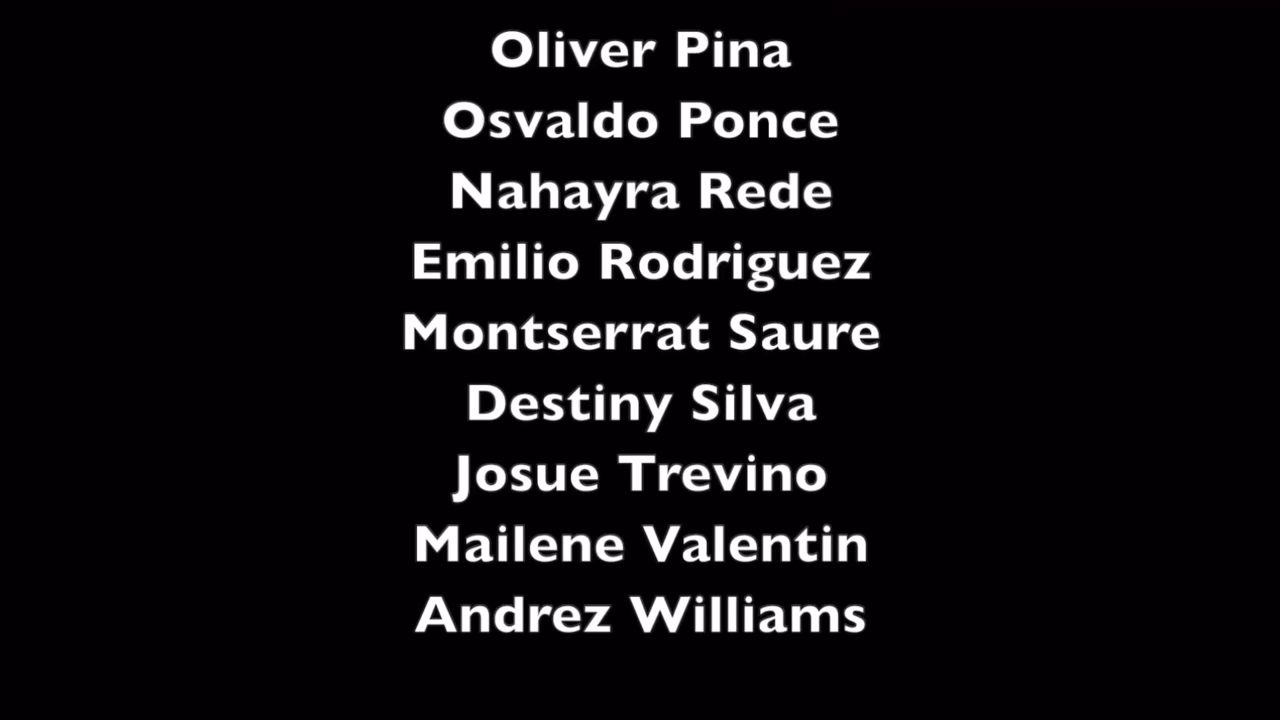 Oliver Pina
Osvaldo Ponce
Nahayra Rede
Emilio Rodriguez
Montserrat Saure
Destiny Silva
Josue Trevino
Mailene Valentin
Andrez Williams